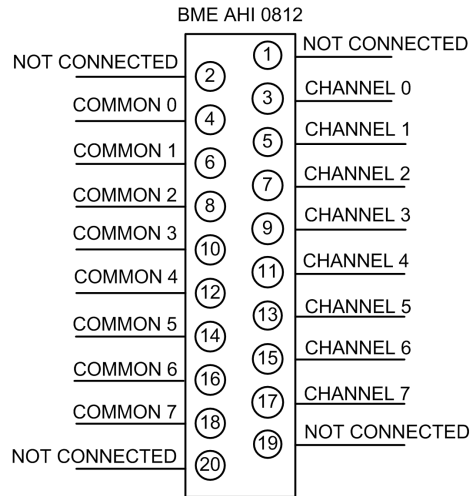 BME AHI 0812
1 NOT CONNECTED
NOT CONNECTED 2
3 CHANNEL 0
COMMON 0 4
5 CHANNEL 1
COMMON 1 6
7 CHANNEL 2
COMMON 2 8
9 CHANNEL 3
COMMON 3 10
11 CHANNEL 4
COMMON 4 12
13 CHANNEL 5
COMMON 5 14
15 CHANNEL 6
COMMON 6 16
17 CHANNEL 7
COMMON 7 18
19 NOT CONNECTED
NOT CONNECTED 20